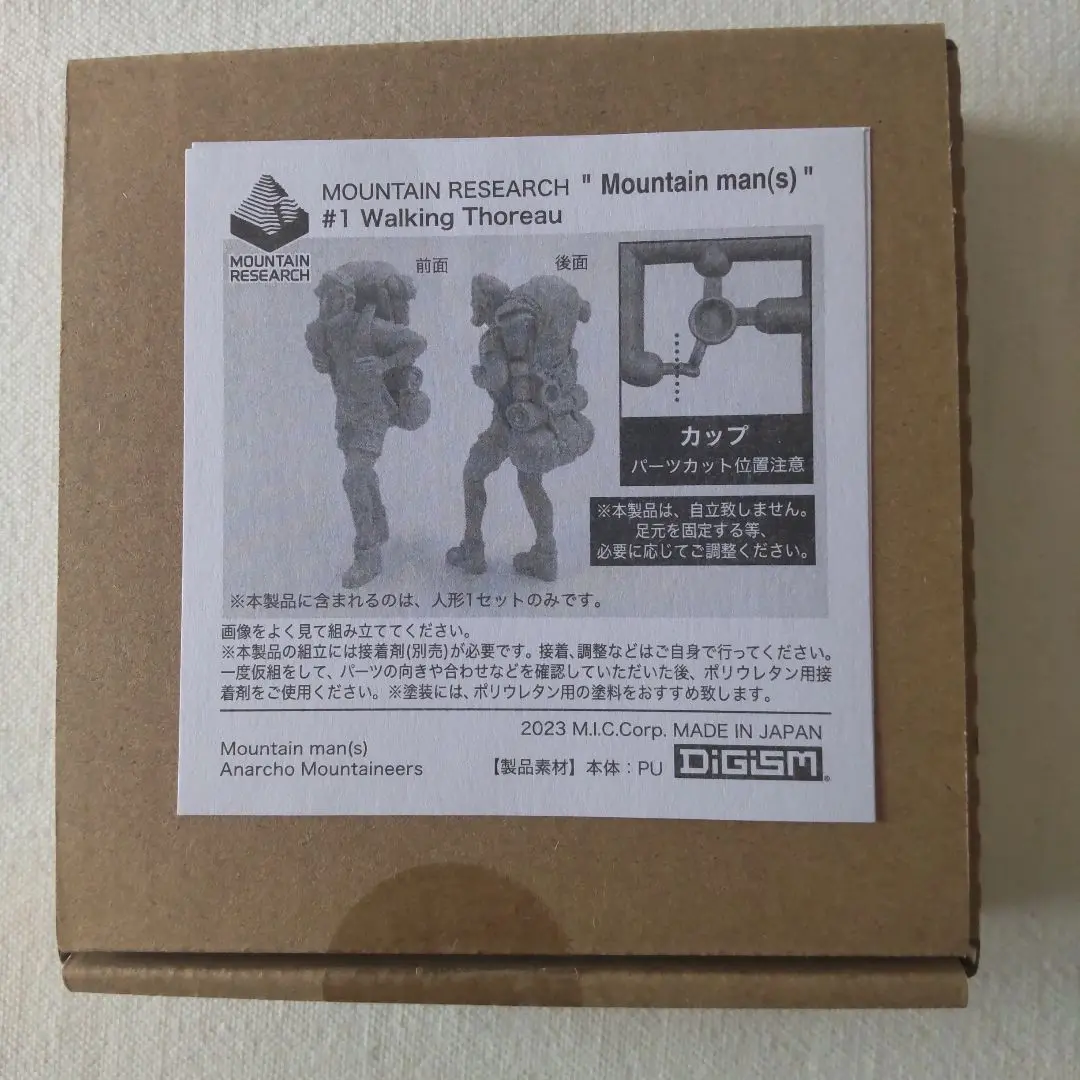 MOUNTAIN RESEARCH " Mountain man(s) "
#1 Walking Thoreau
MOUNTAIN
RESEARCH
前面
後面
カップ
パーツカット位置注意
※本製品は、自立致しません。
足元を固定する等、
必要に応じてご調整ください。
※本製品に含まれるのは、人形1セットのみです。
画像をよく見て組み立ててください。
※本製品の組立には接着剤(別売)が必要です。接着、調整などはご自身で行ってください。
一度仮組をして、パーツの向きや合わせなどを確認していただいた後、ポリウレタン用接
着剤をご使用ください。※塗装には、ポリウレタン用の塗料をおすすめ致します。
2023 M.I.C.Corp. MADE IN JAPAN
Mountain man(s)
Anarcho Mountaineers
【製品素材】本体：PU DiGiSM®